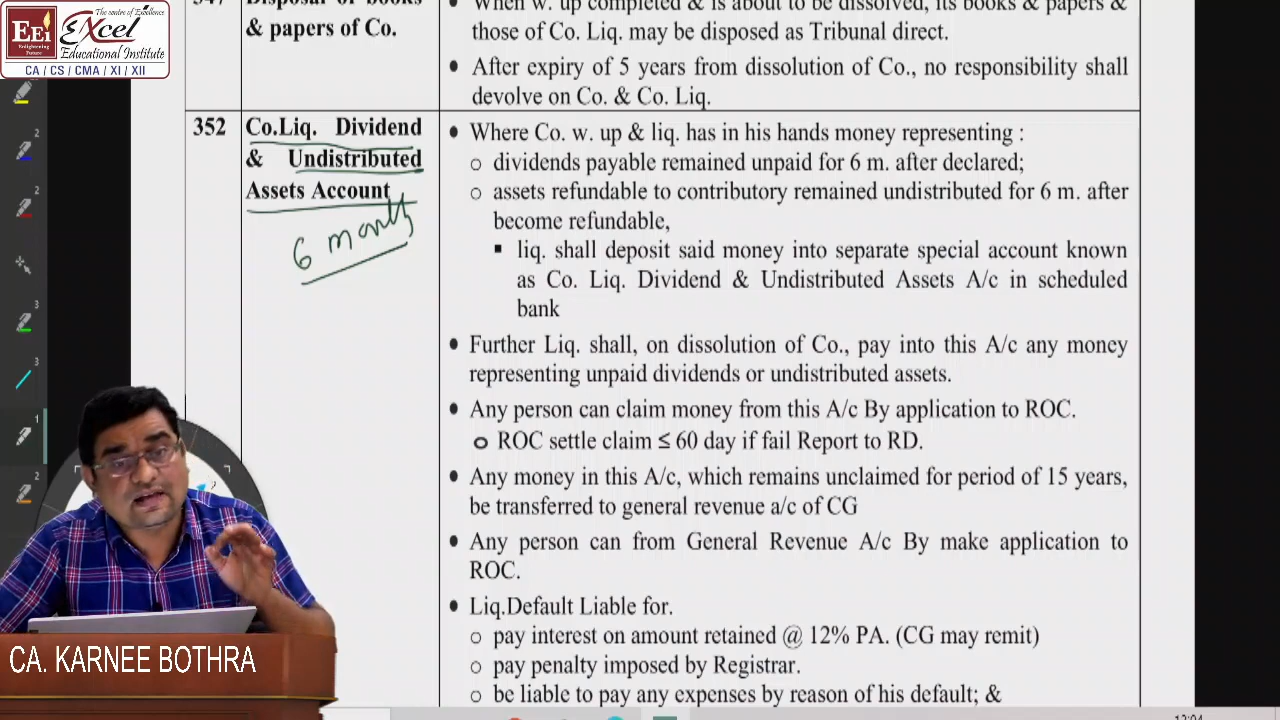 The centre of Excellence
EEi
Enlightening Future
EXcel
Educational Institute
CA / CS / CMA / XI / XII
347
Disposal of books
& papers of Co.
• When w. up completed & is about to be dissolved, its books & papers &
those of Co. Liq. may be disposed as Tribunal direct.
• After expiry of 5 years from dissolution of Co., no responsibility shall
devolve on Co. & Co. Liq.
352
Co.Liq. Dividend
& Undistributed
Assets Account
6 month
• Where Co. w. up & liq. has in his hands money representing :
o dividends payable remained unpaid for 6 m. after declared;
o assets refundable to contributory remained undistributed for 6 m. after
become refundable,
▪ liq. shall deposit said money into separate special account known
as Co. Liq. Dividend & Undistributed Assets A/c in scheduled
bank
• Further Liq. shall, on dissolution of Co., pay into this A/c any money
representing unpaid dividends or undistributed assets.
• Any person can claim money from this A/c By application to ROC.
o ROC settle claim ≤ 60 day if fail Report to RD.
• Any money in this A/c, which remains unclaimed for period of 15 years,
be transferred to general revenue a/c of CG
• Any person can from General Revenue A/c By make application to
ROC.
• Liq.Default Liable for.
o pay interest on amount retained @ 12% PA. (CG may remit)
o pay penalty imposed by Registrar.
o be liable to pay any expenses by reason of his default; &
2
2
3
3
1
2
CA. KARNEE BOTHRA